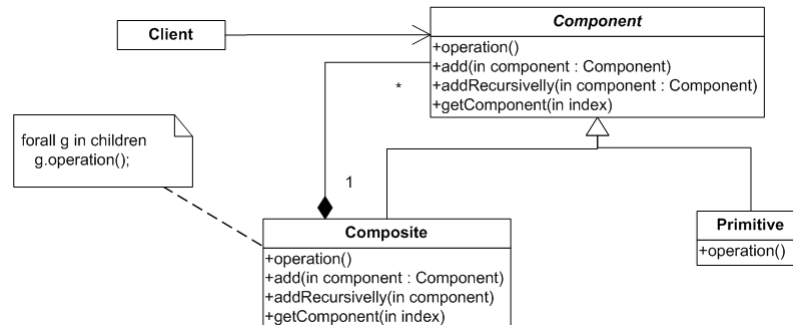 Client
Component
+operation()
+add(in component : Component)
+addRecursivelly(in component : Component)
+getComponent(in index)
*
forall g in children
g.operation();
1
Composite
+operation()
+add(in component : Component)
+addRecursivelly(in component)
+getComponent(in index)
Primitive
+operation()